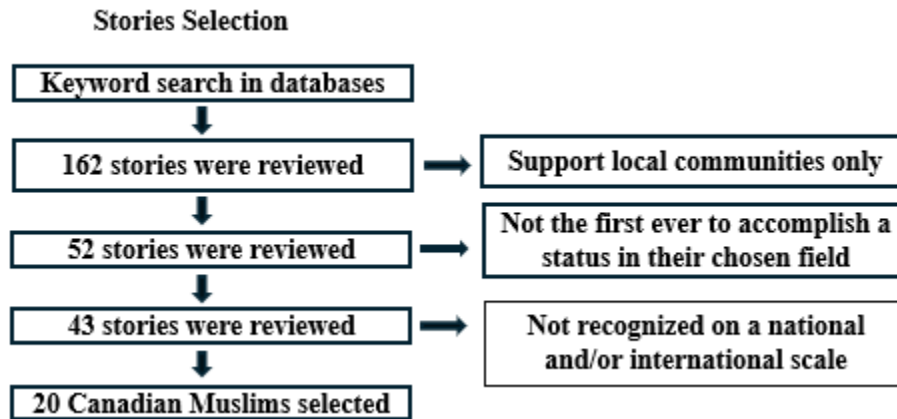 Stories Selection
Keyword search in databases
162 stories were reviewed
Support local communities only
52 stories were reviewed
Not the first ever to accomplish a
status in their chosen field
43 stories were reviewed
Not recognized on a national
and/or international scale
20 Canadian Muslims selected